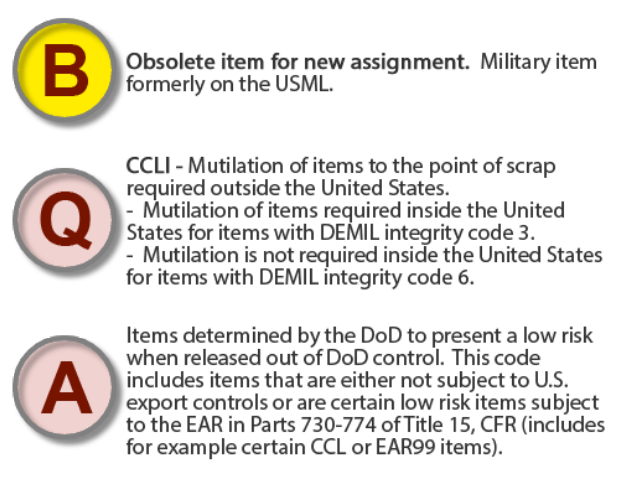 B
Obsolete item for new assignment. Military item
formerly on the USML.
Q
CCLI - Mutilation of items to the point of scrap
required outside the United States.
- Mutilation of items required inside the United
States for items with DEMIL integrity code 3.
- Mutilation is not required inside the United States
for items with DEMIL integrity code 6.
A
Items determined by the DoD to present a low risk
when released out of DoD control. This code
includes items that are either not subject to U.S.
export controls or are certain low risk items subject
to the EAR in Parts 730-774 of Title 15, CFR (includes
for example certain CCL or EAR99 items).